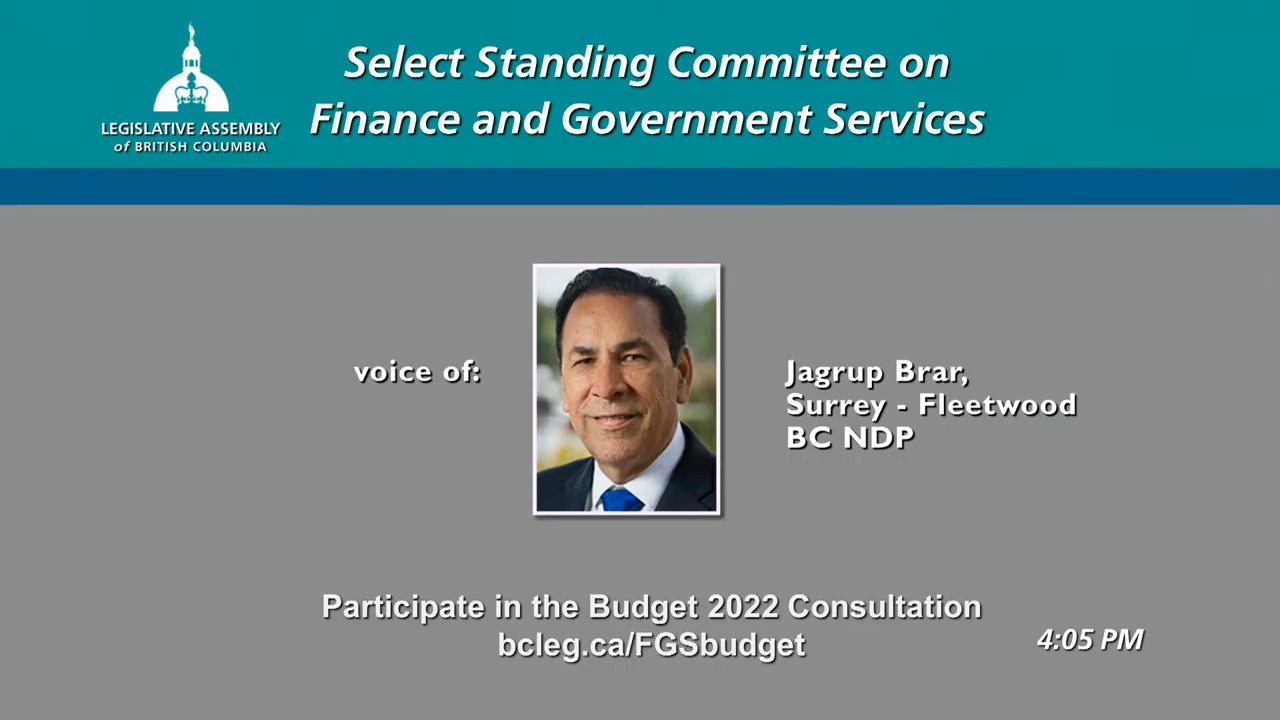 Select Standing Committee on
Finance and Government Services
LEGISLATIVE ASSEMBLY
of BRITISH COLUMBIA
voice of:
Jagrup Brar,
Surrey - Fleetwood
BC NDP
Participate in the Budget 2022 Consultation
bcleg.ca/FGSbudget
4:05 PM